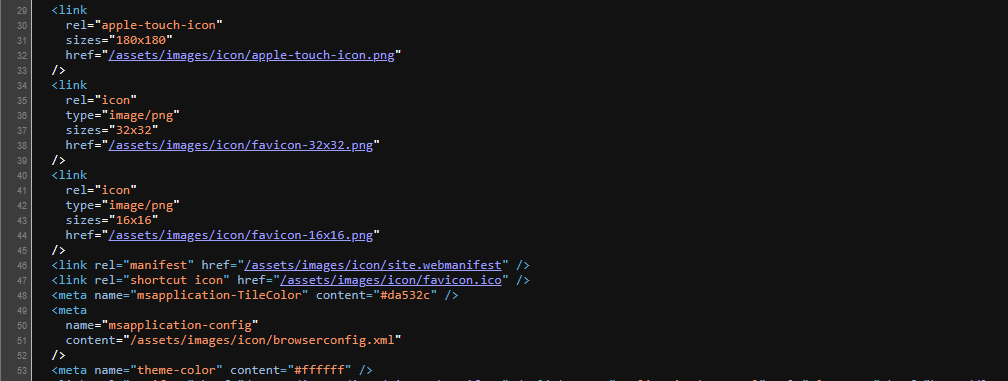 29 <link
30 rel="apple-touch-icon"
31 sizes="180x180"
32 href="/assets/images/icon/apple-touch-icon.png"
33 />
34 <link
35 rel="icon"
36 type="image/png"
37 sizes="32x32"
38 href="/assets/images/icon/favicon-32x32.png"
39 />
40 <link
41 rel="icon"
42 type="image/png"
43 sizes="16x16"
44 href="/assets/images/icon/favicon-16x16.png"
45 />
46 <link rel="manifest" href="/assets/images/icon/site.webmanifest" />
47 <link rel="shortcut icon" href="/assets/images/icon/favicon.ico" />
48 <meta name="msapplication-TileColor" content="#da532c" />
49 <meta
50 name="msapplication-config"
51 content="/assets/images/icon/browserconfig.xml"
52 />
53 <meta name="theme-color" content="#ffffff" />